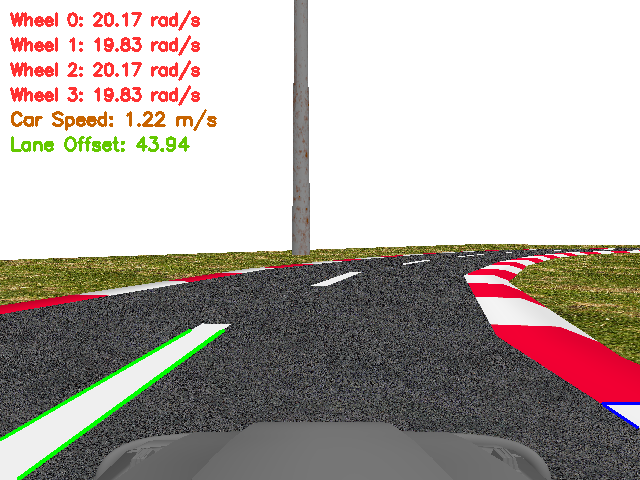 Wheel 0: 20.17 rad/s
Wheel 1: 19.83 rad/s
Wheel 2: 20.17 rad/s
Wheel 3: 19.83 rad/s
Car Speed: 1.22 m/s
Lane Offset: 43.94